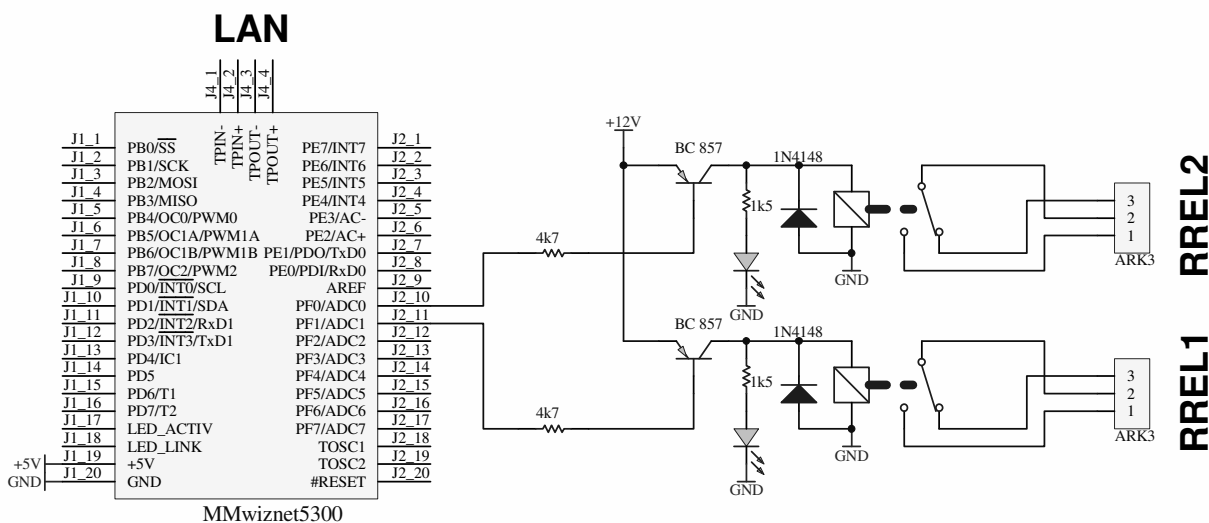 LAN
J4_1
J4_2
J4_3
J4_4
TPIN-
TPIN+
TPOUT-
TPOUT+
J1_1 PB0/SS PE7/INT7 J2_1
J1_2 PB1/SCK PE6/INT6 J2_2
J1_3 PB2/MOSI PE5/INT5 J2_3
J1_4 PB3/MISO PE4/INT4 J2_4
J1_5 PB4/OC0/PWM0 PE3/AC- J2_5
J1_6 PB5/OC1A/PWM1A PE2/AC+ J2_6
J1_7 PB6/OC1B/PWM1B PE1/PDO/TxD0 J2_7
J1_8 PB7/OC2/PWM2 PE0/PDI/RxD0 J2_8
J1_9 PD0/INT0/SCL AREF J2_9
J1_10 PD1/INT1/SDA PF0/ADC0 J2_10
J1_11 PD2/INT2/RxD1 PF1/ADC1 J2_11
J1_12 PD3/INT3/TxD1 PF2/ADC2 J2_12
J1_13 PD4/IC1 PF3/ADC3 J2_13
J1_14 PD5 PF4/ADC4 J2_14
J1_15 PD6/T1 PF5/ADC5 J2_15
J1_16 PD7/T2 PF6/ADC6 J2_16
J1_17 LED_ACTIV PF7/ADC7 J2_17
J1_18 LED_LINK TOSC1 J2_18
+5V J1_19 +5V TOSC2 J2_19
GND J1_20 GND #RESET J2_20
MMwiznet5300
+12V
BC 857
1N4148
1k5
4k7
GND
GND
3
2
1
ARK3
RREL2
BC 857
1N4148
1k5
4k7
GND
GND
3
2
1
ARK3
RREL1